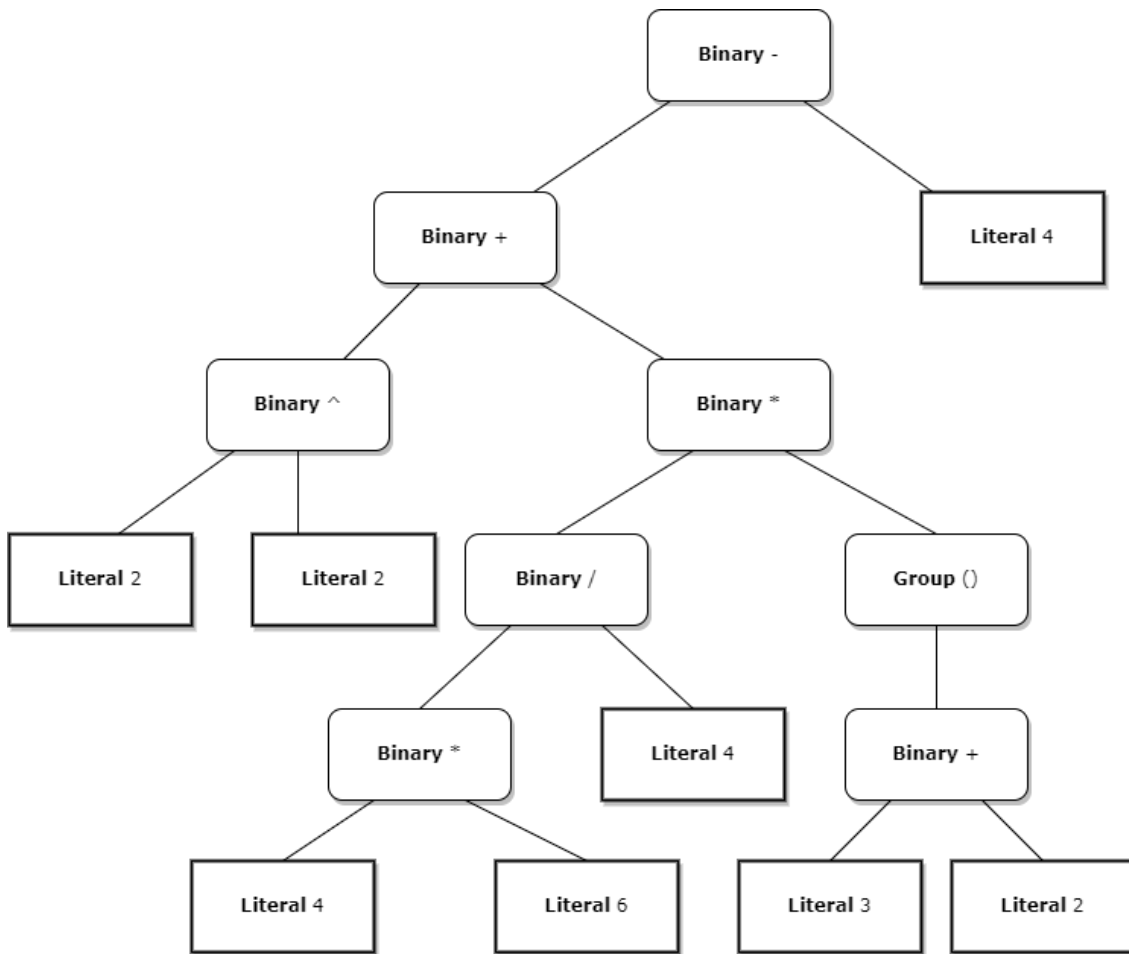 Binary -
Binary +
Literal 4
Binary ^
Binary *
Literal 2
Literal 2
Binary /
Group ()
Binary *
Literal 4
Binary +
Literal 4
Literal 6
Literal 3
Literal 2